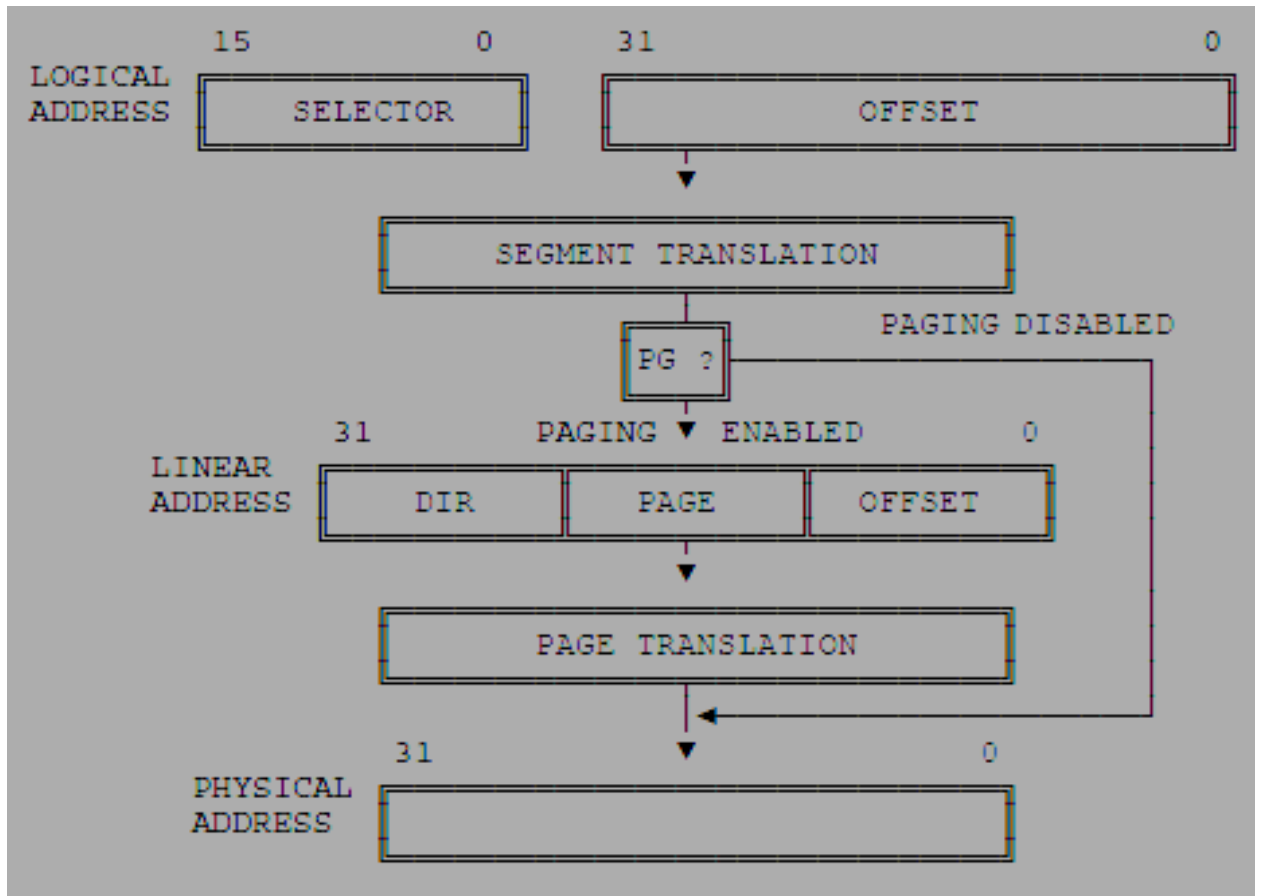 15 0 31 0
LOGICAL
ADDRESS SELECTOR OFFSET
SEGMENT TRANSLATION
PAGING DISABLED
PG ?
31 PAGING ENABLED 0
LINEAR
ADDRESS DIR PAGE OFFSET
PAGE TRANSLATION
31 0
PHYSICAL
ADDRESS